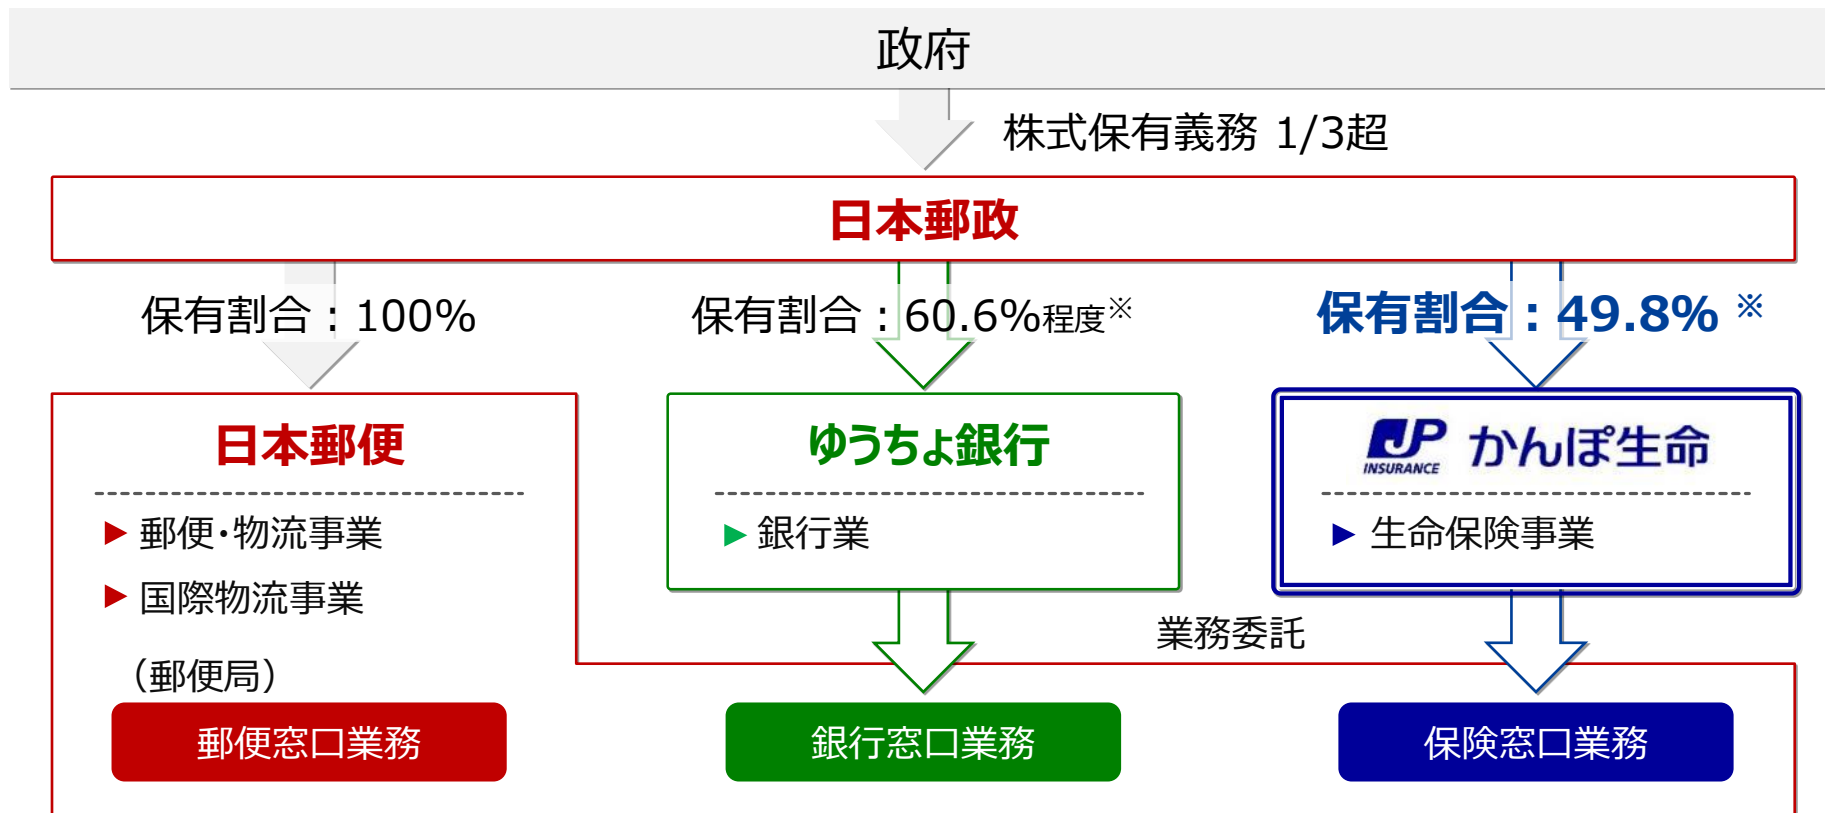 政府
株式保有義務 1/3超
日本郵政
保有割合：100%
保有割合：60.6%程度※
保有割合：49.8% ※
日本郵便
ゆうちょ銀行
JP INSURANCE かんぽ生命
►郵便･物流事業
►国際物流事業
►銀行業
►生命保険事業
業務委託
（郵便局）
郵便窓口業務
銀行窓口業務
保険窓口業務